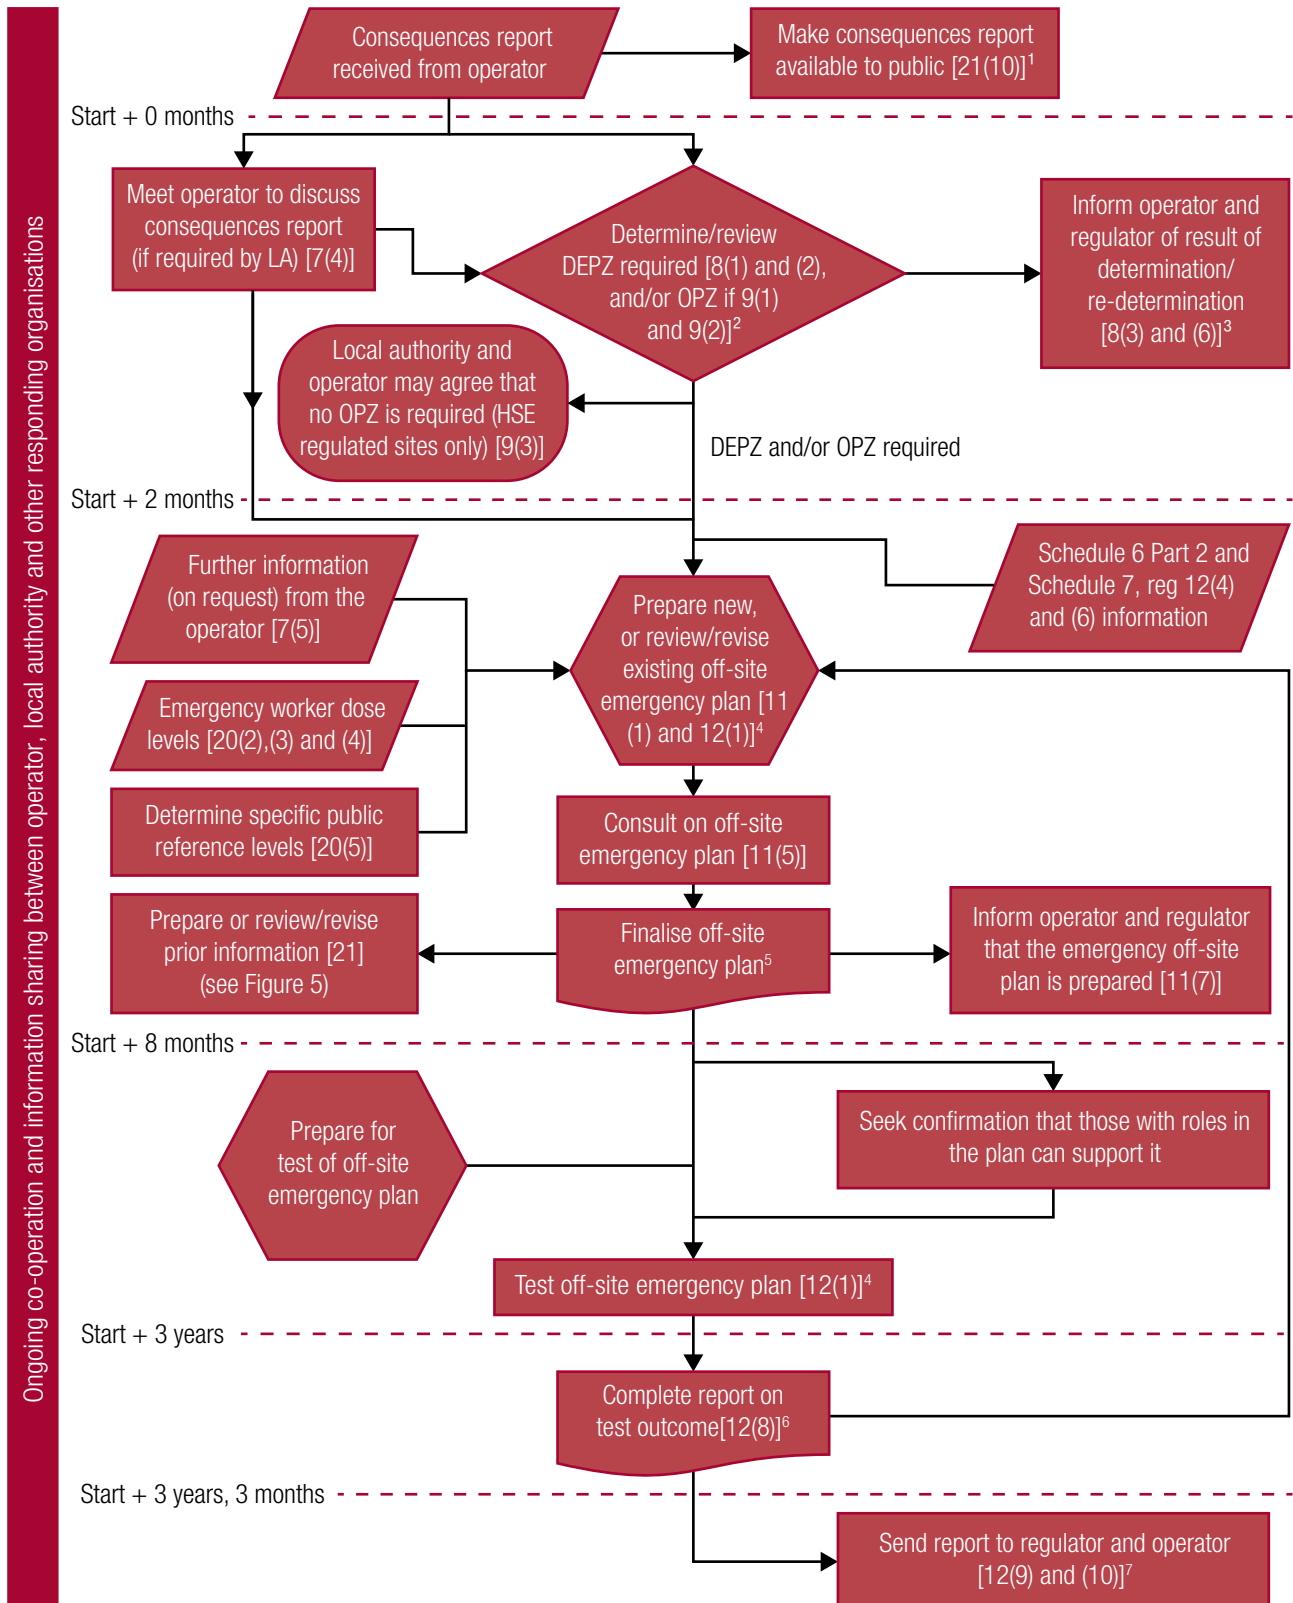 Ongoing co-operation and information sharing between operator, local authority and other responding organisations
Consequences report
received from operator
Make consequences report
available to public [21(10)]¹
Start + 0 months
Meet operator to discuss
consequences report
(if required by LA) [7(4)]
Determine/review
DEPZ required [8(1) and (2),
and/or OPZ if 9(1)
and 9(2)]²
Inform operator and
regulator of result of
determination/
re-determination
[8(3) and (6)]³
Local authority and
operator may agree that
no OPZ is required (HSE
regulated sites only) [9(3)]
DEPZ and/or OPZ required
Start + 2 months
Further information
(on request) from the
operator [7(5)]
Schedule 6 Part 2 and
Schedule 7, reg 12(4)
and (6) information
Prepare new,
or review/revise
existing off-site
emergency plan [11
(1) and 12(1)]⁴
Emergency worker dose
levels [20(2),(3) and (4)]
Determine specific public
reference levels [20(5)]
Consult on off-site
emergency plan [11(5)]
Prepare or review/revise
prior information [21]
(see Figure 5)
Finalise off-site
emergency plan⁵
Inform operator and regulator
that the emergency off-site
plan is prepared [11(7)]
Start + 8 months
Prepare for
test of off-site
emergency plan
Seek confirmation that those with roles in
the plan can support it
Test off-site emergency plan [12(1)]⁴
Start + 3 years
Complete report on
test outcome[12(8)]⁶
Start + 3 years, 3 months
Send report to regulator and operator
[12(9) and (10)]⁷